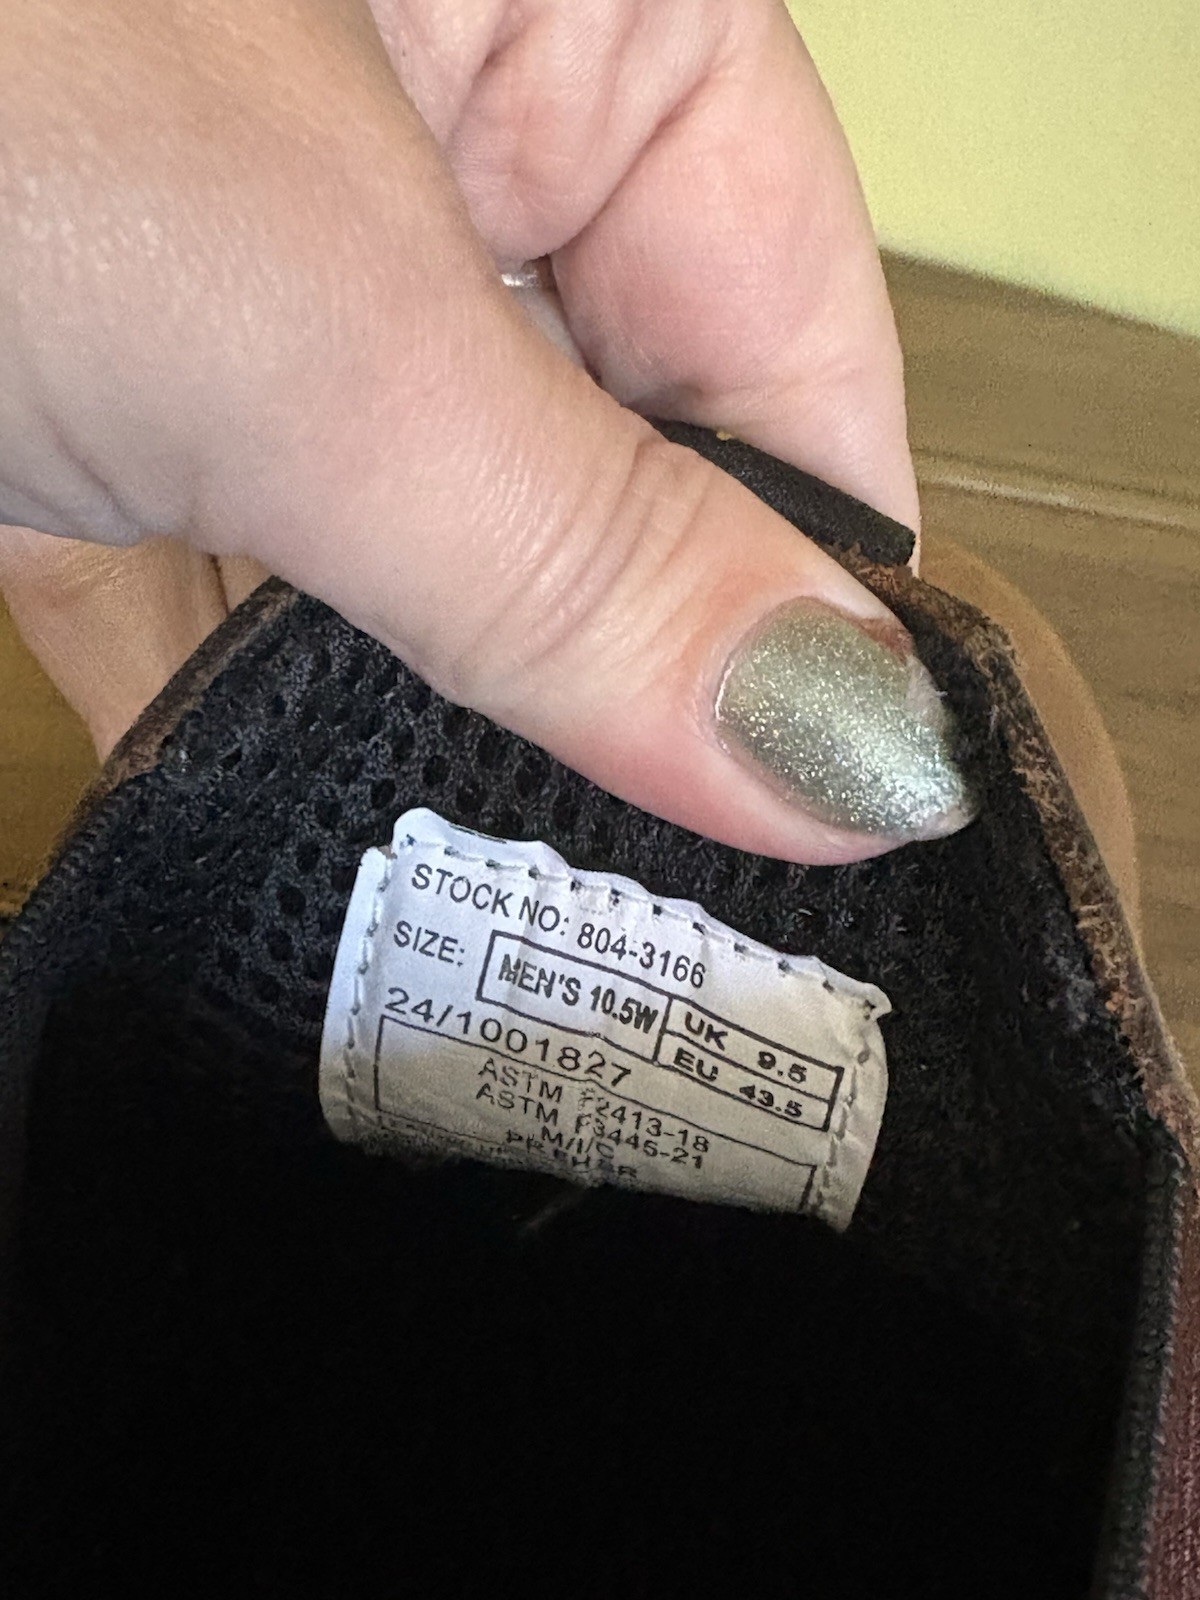 STOCK NO: 804-3166
SIZE: MEN'S 10.5W UK 9.5
EU 43.5
24/1001827
ASTM F2413-18
ASTM F3445-21
M/I/C